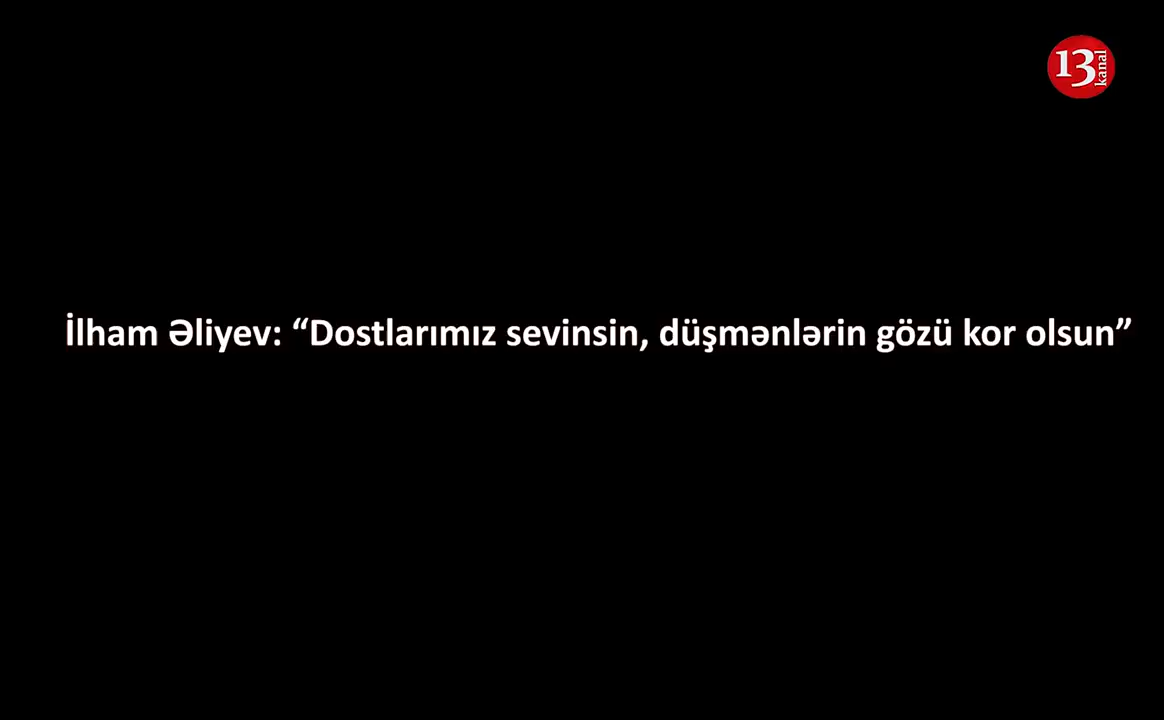 13 kanal
İlham Əliyev: “Dostlarımız sevinsin, düşmənlərin gözü kor olsun”